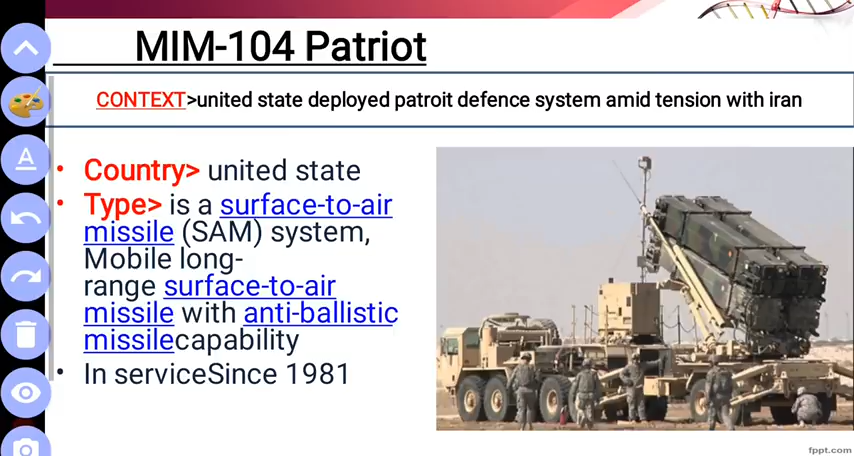 MIM-104 Patriot
CONTEXT>united state deployed patroit defence system amid tension with iran
• Country> united state
• Type> is a surface-to-air
missile (SAM) system,
Mobile long-
range surface-to-air
missile with anti-ballistic
missilecapability
• In serviceSince 1981
A
fppt.com